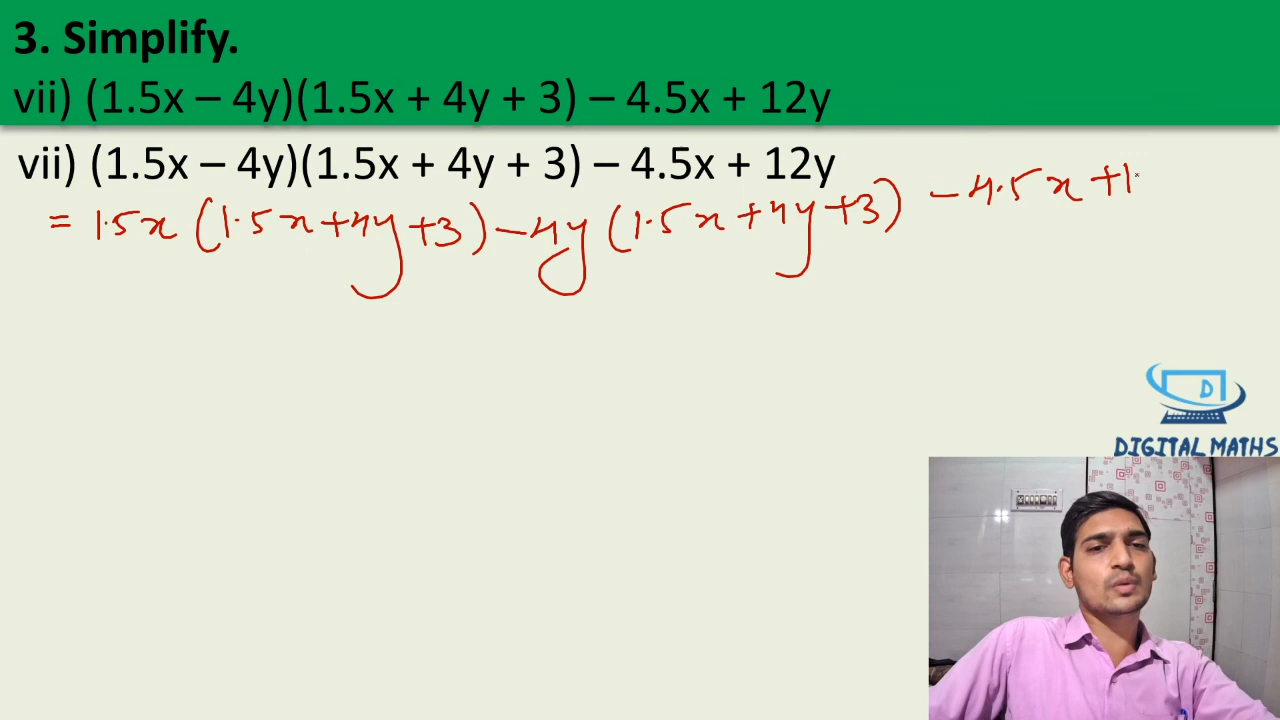 3. Simplify.
vii) (1.5x – 4y)(1.5x + 4y + 3) – 4.5x + 12y
vii) (1.5x – 4y)(1.5x + 4y + 3) – 4.5x + 12y
= 1.5x (1.5x+4y+3) -4y (1.5x+4y+3) - 4.5x +1
D
DIGITAL MATHS